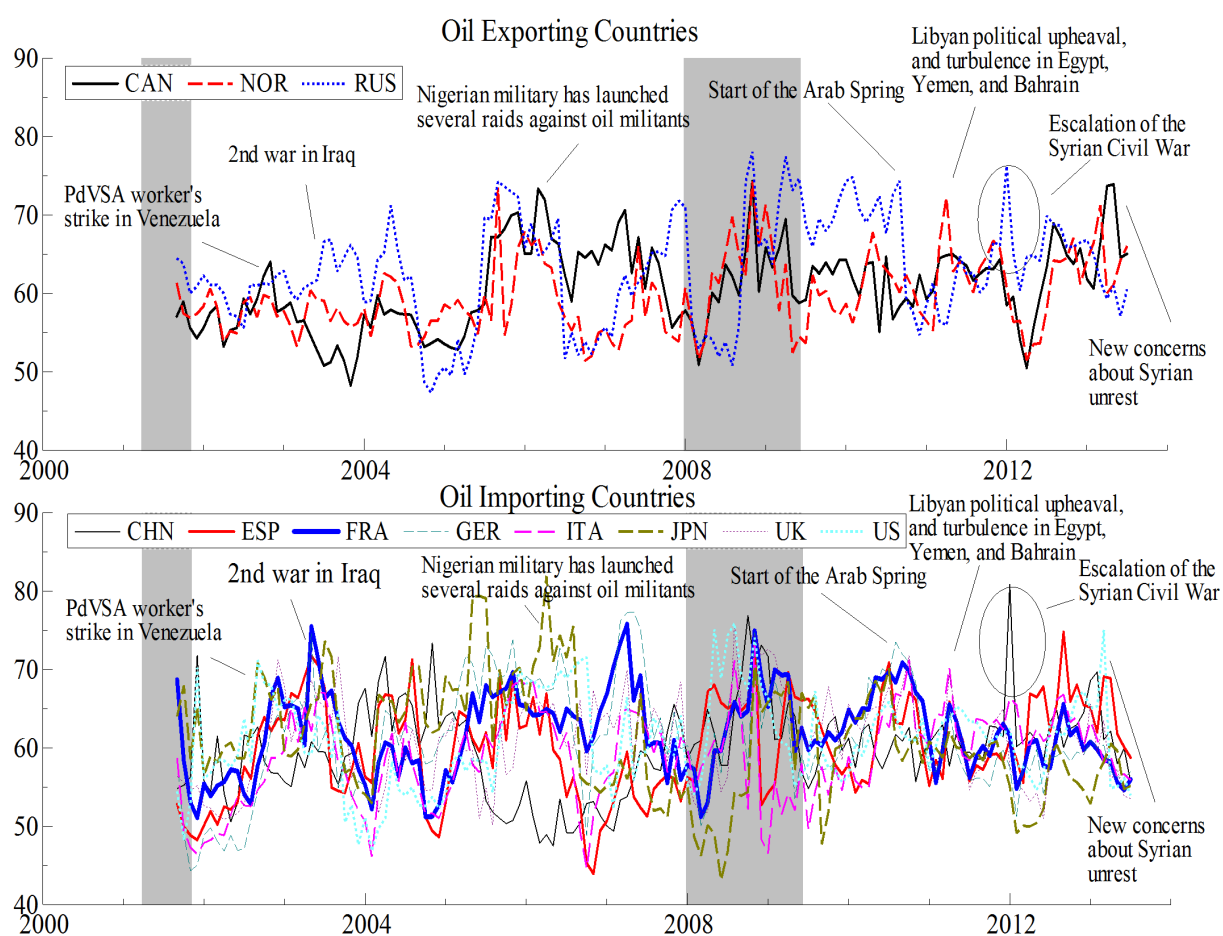 Oil Exporting Countries
90
80
70
60
50
40
CAN NOR RUS
PdVSA worker's
strike in Venezuela
2nd war in Iraq
Nigerian military has launched
several raids against oil militants
Start of the Arab Spring
Libyan political upheaval,
and turbulence in Egypt,
Yemen, and Bahrain
Escalation of the
Syrian Civil War
New concerns
about Syrian
unrest
2000 2004 2008 2012
Oil Importing Countries
90
80
70
60
50
40
CHN ESP FRA GER ITA JPN UK US
PdVSA worker's
strike in Venezuela
2nd war in Iraq
Nigerian military has launched
several raids against oil militants
Start of the Arab Spring
Libyan political upheaval,
and turbulence in Egypt,
Yemen, and Bahrain
Escalation of the
Syrian Civil War
New concerns
about Syrian
unrest
2000 2004 2008 2012